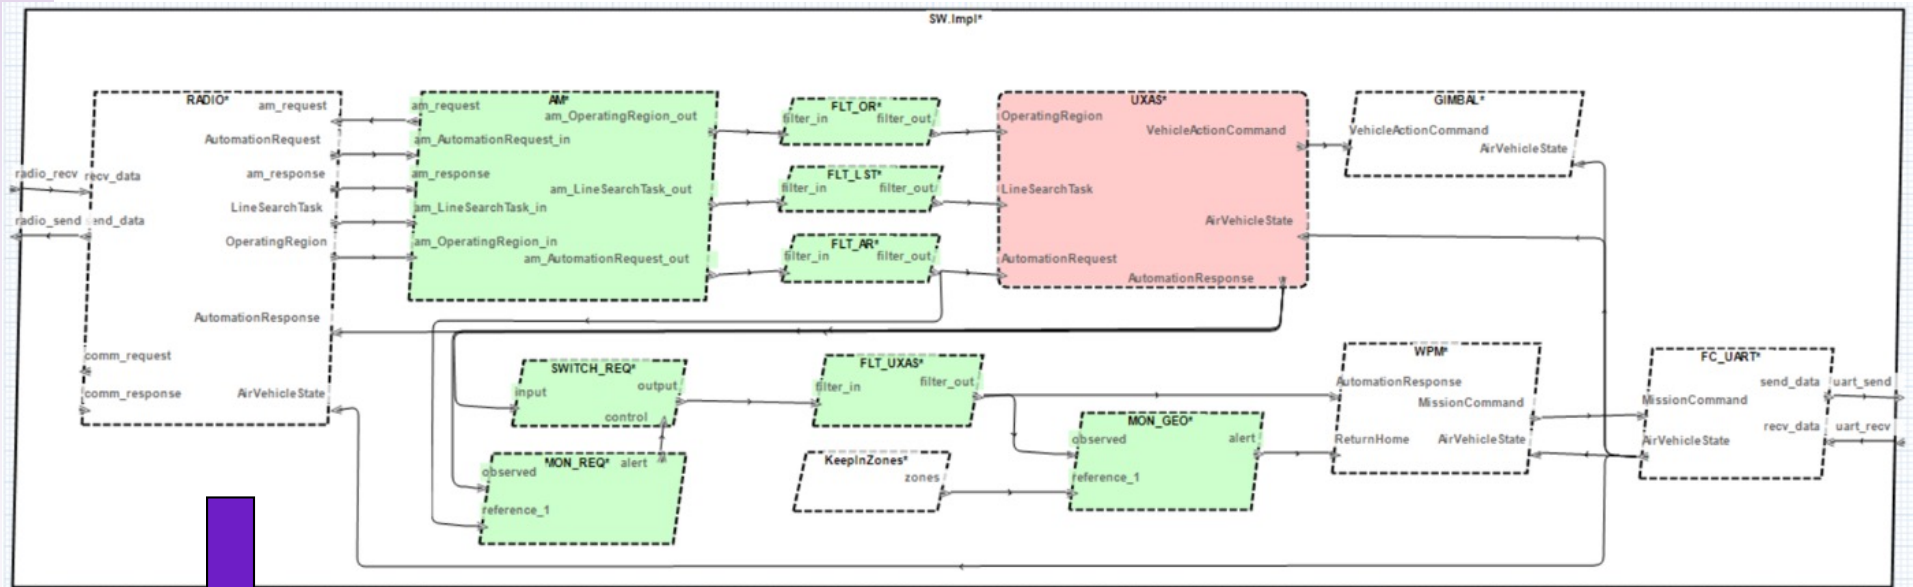 SW.Impl*
RADIO*
am_request
AutomationRequest
am_response
LineSearchTask
OperatingRegion
AutomationResponse
AirVehicleState
radio_recv
recv_data
radio_send
end_data
comm_request
comm_response
AM*
am_request
am_OperatingRegion_out
am_AutomationRequest_in
am_response
am_LineSearchTask_out
am_LineSearchTask_in
am_OperatingRegion_in
am_AutomationRequest_out
FLT_OR*
filter_in
filter_out
FLT_LST*
filter_in
filter_out
FLT_AR*
filter_in
filter_out
UXAS*
OperatingRegion
VehicleActionCommand
LineSearchTask
AirVehicleState
AutomationRequest
AutomationResponse
GIMBAL*
VehicleActionCommand
AirVehicleState
SWITCH_REQ*
input
output
control
MON_REQ*
alert
observed
reference_1
FLT_UXAS*
filter_in
filter_out
KeepInZones*
zones
MON_GEO*
observed
alert
reference_1
WPM*
AutomationResponse
MissionCommand
ReturnHome
AirVehicleState
FC_UART*
send_data
MissionCommand
recv_data
AirVehicleState
uart_send
uart_recv